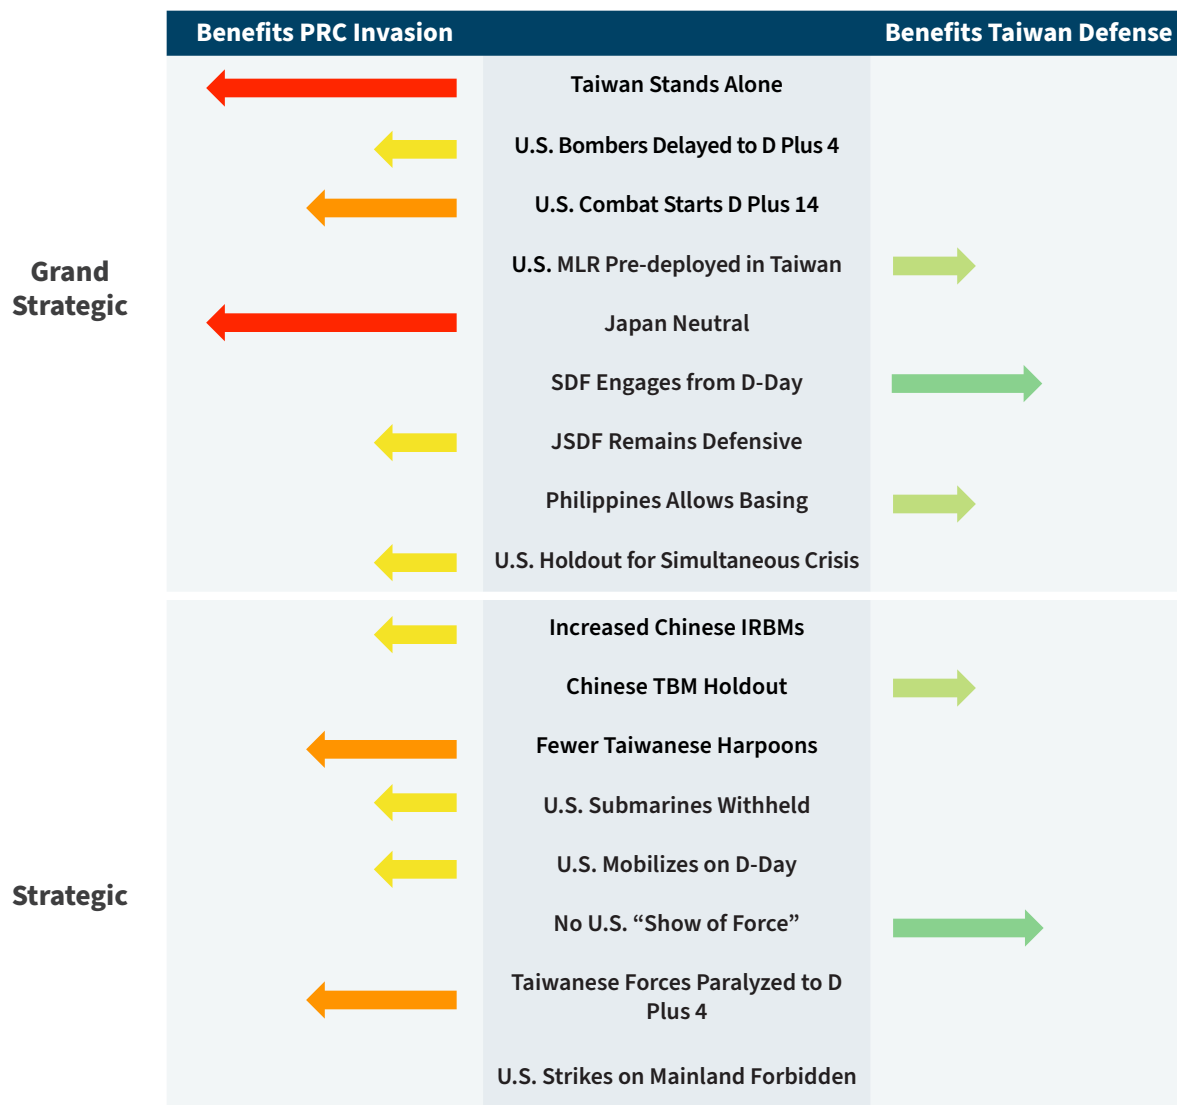 Benefits PRC Invasion
Benefits Taiwan Defense
Grand
Strategic
Taiwan Stands Alone
U.S. Bombers Delayed to D Plus 4
U.S. Combat Starts D Plus 14
U.S. MLR Pre-deployed in Taiwan
Japan Neutral
SDF Engages from D-Day
JSDF Remains Defensive
Philippines Allows Basing
U.S. Holdout for Simultaneous Crisis
Strategic
Increased Chinese IRBMs
Chinese TBM Holdout
Fewer Taiwanese Harpoons
U.S. Submarines Withheld
U.S. Mobilizes on D-Day
No U.S. “Show of Force”
Taiwanese Forces Paralyzed to D
Plus 4
U.S. Strikes on Mainland Forbidden